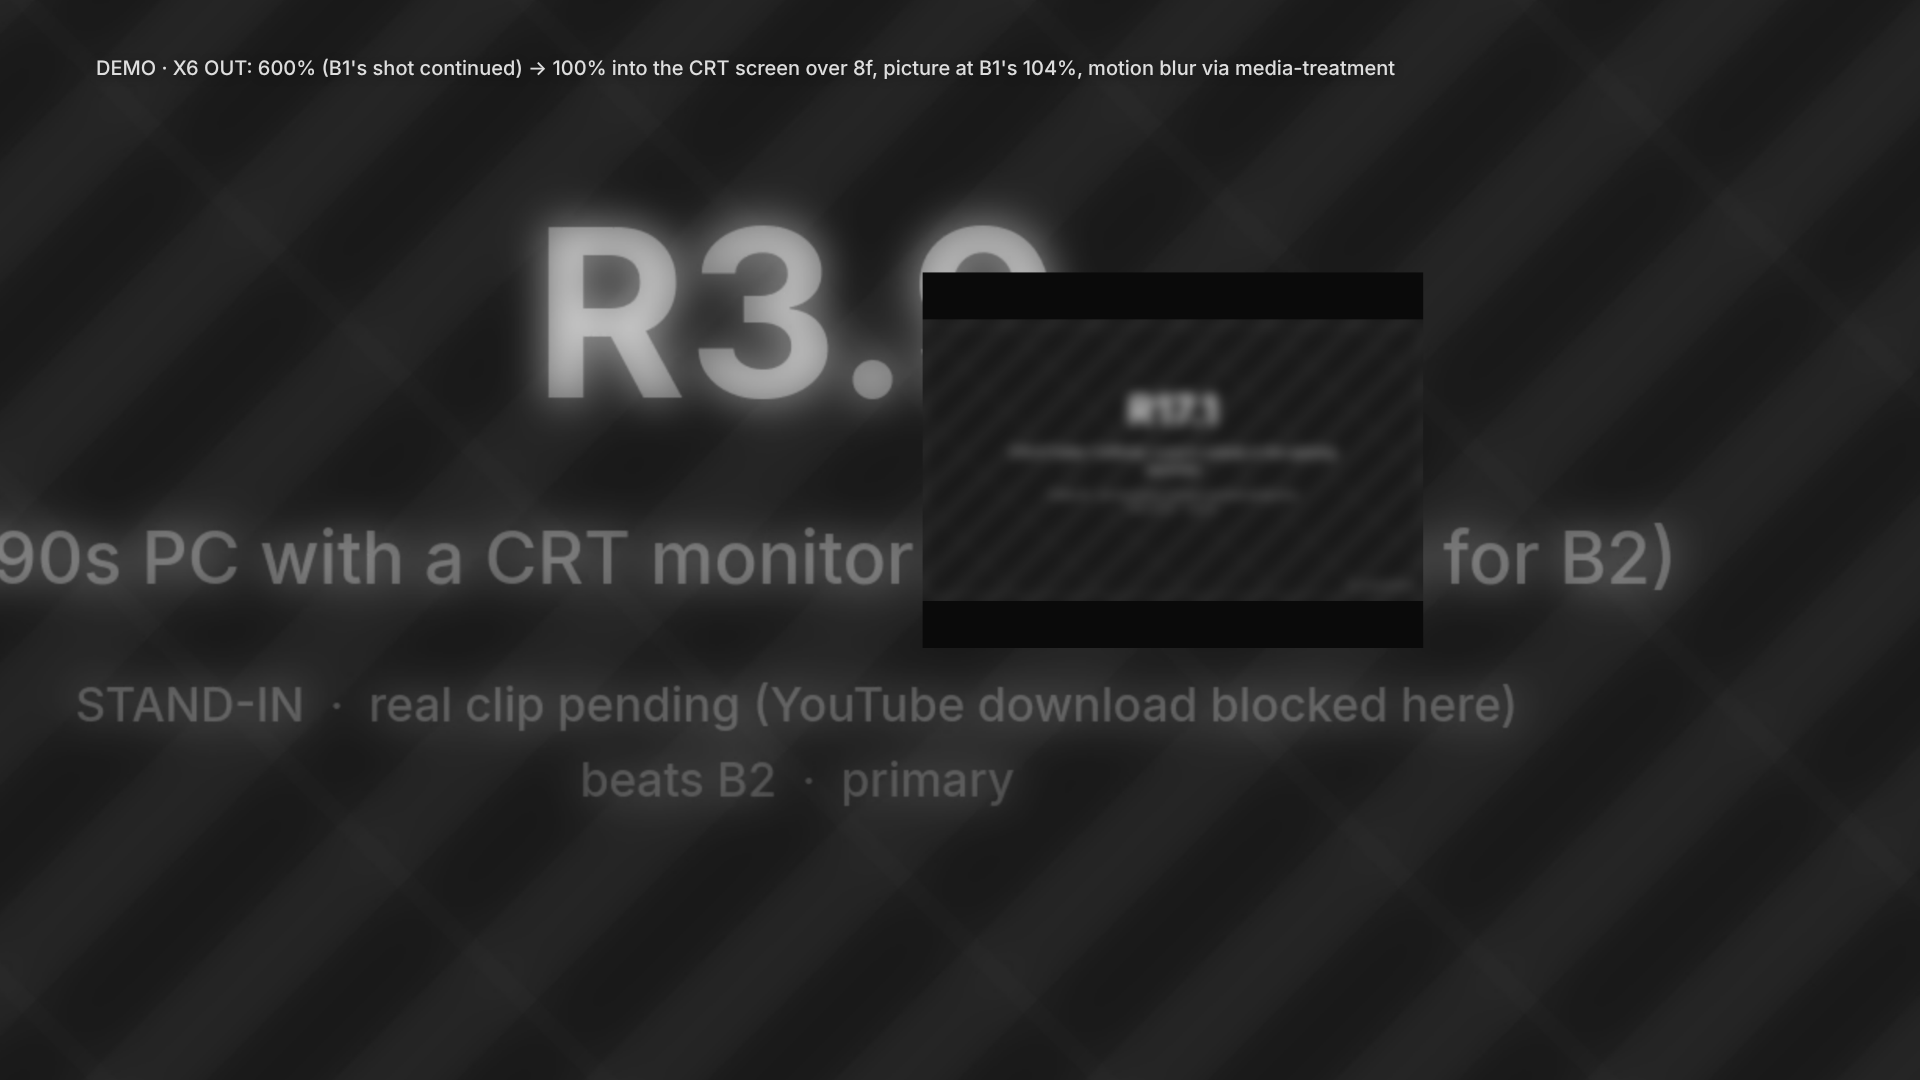 DEMO · X6 OUT: 600% (B1's shot continued) → 100% into the CRT screen over 8f, picture at B1's 104%, motion blur via media-treatment
R3.
R17.1
90s PC with a CRT monitor for B2)
STAND-IN · real clip pending (YouTube download blocked here)
beats B2 · primary